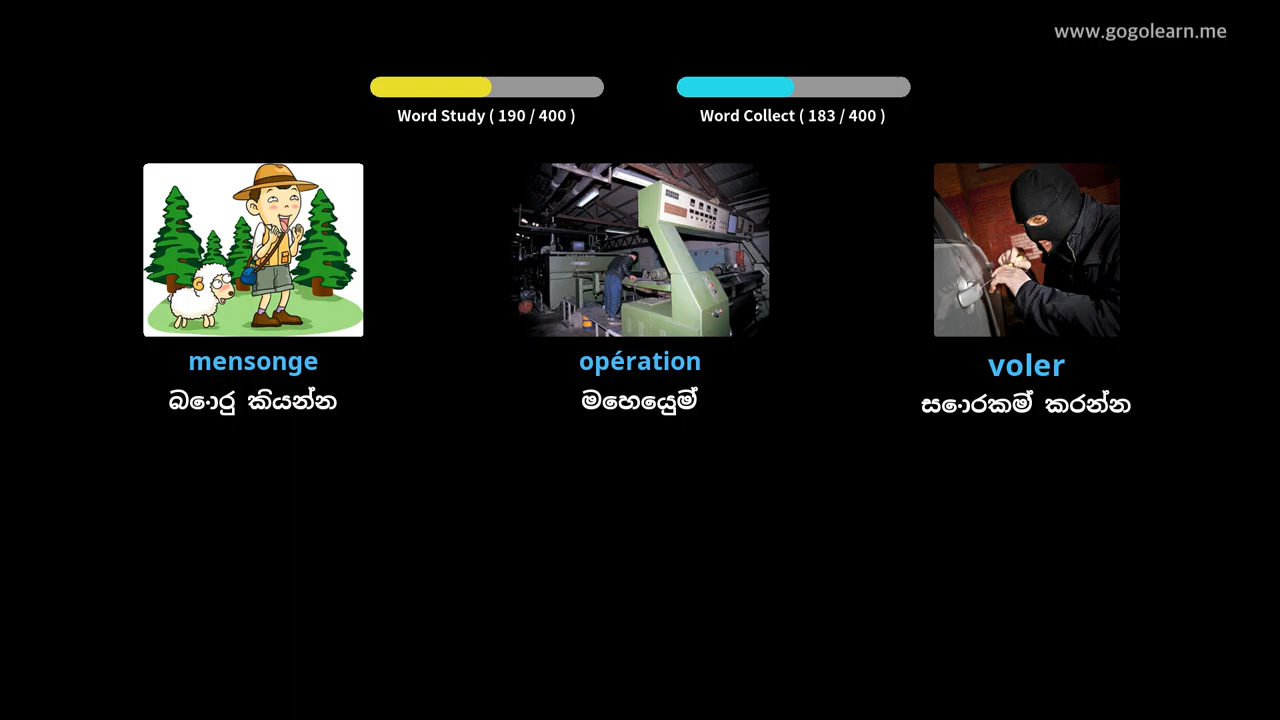 www.gogolearn.me
Word Study ( 190 / 400 )
Word Collect ( 183 / 400 )
mensonge
බොරු කියන්න
opération
මෙහෙයුම්
voler
සොරකම් කරන්න